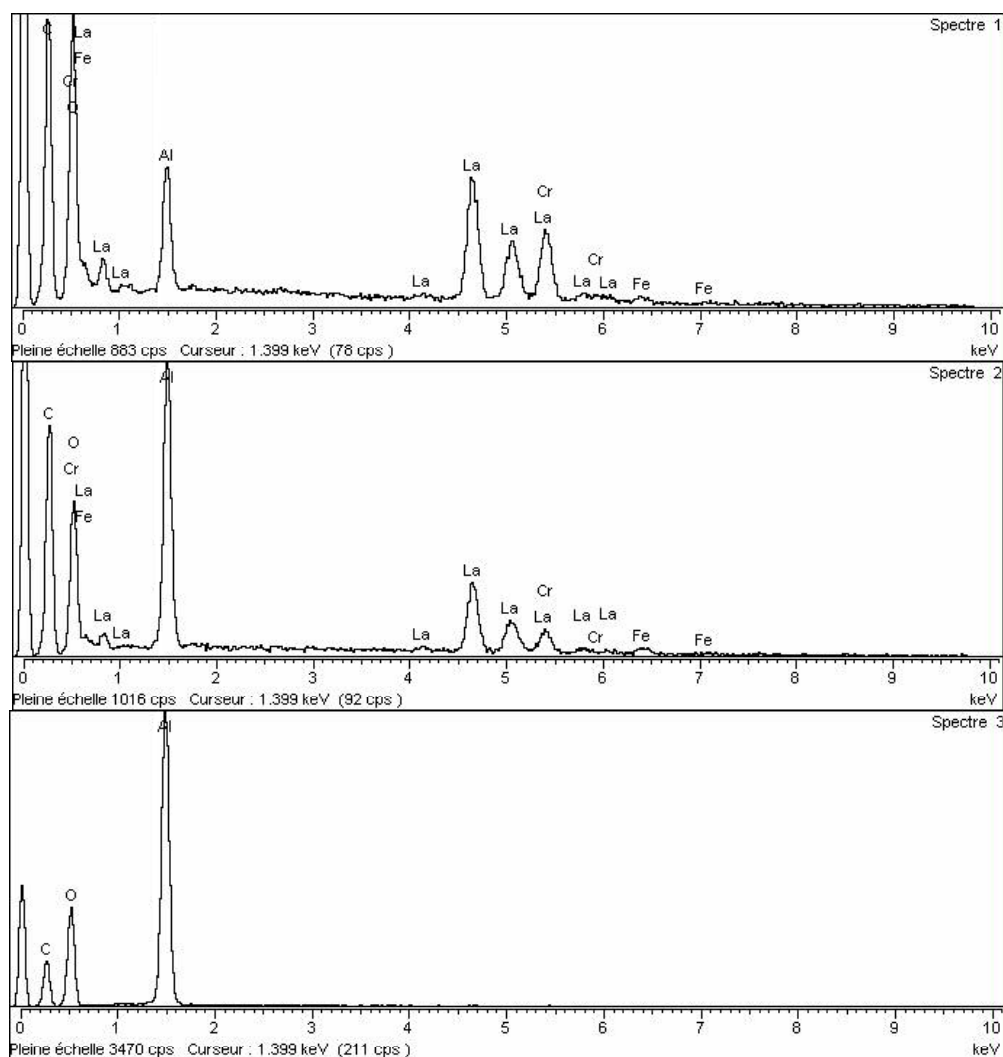 Spectre 1
C
La
Fe
Cr
O
Al
La
La
La
La
La
Cr
La
Cr
La La
Fe
Fe
0 1 2 3 4 5 6 7 8 9 10
Pleine échelle 883 cps Curseur : 1.399 keV (78 cps ) keV
Spectre 2
Al
C
O
Cr
La
Fe
La
La
La
La
La
Cr
La
La La
Cr
Fe
Fe
0 1 2 3 4 5 6 7 8 9 10
Pleine échelle 1016 cps Curseur : 1.399 keV (92 cps ) keV
Spectre 3
Al
O
C
0 1 2 3 4 5 6 7 8 9 10
Pleine échelle 3470 cps Curseur : 1.399 keV (211 cps ) keV